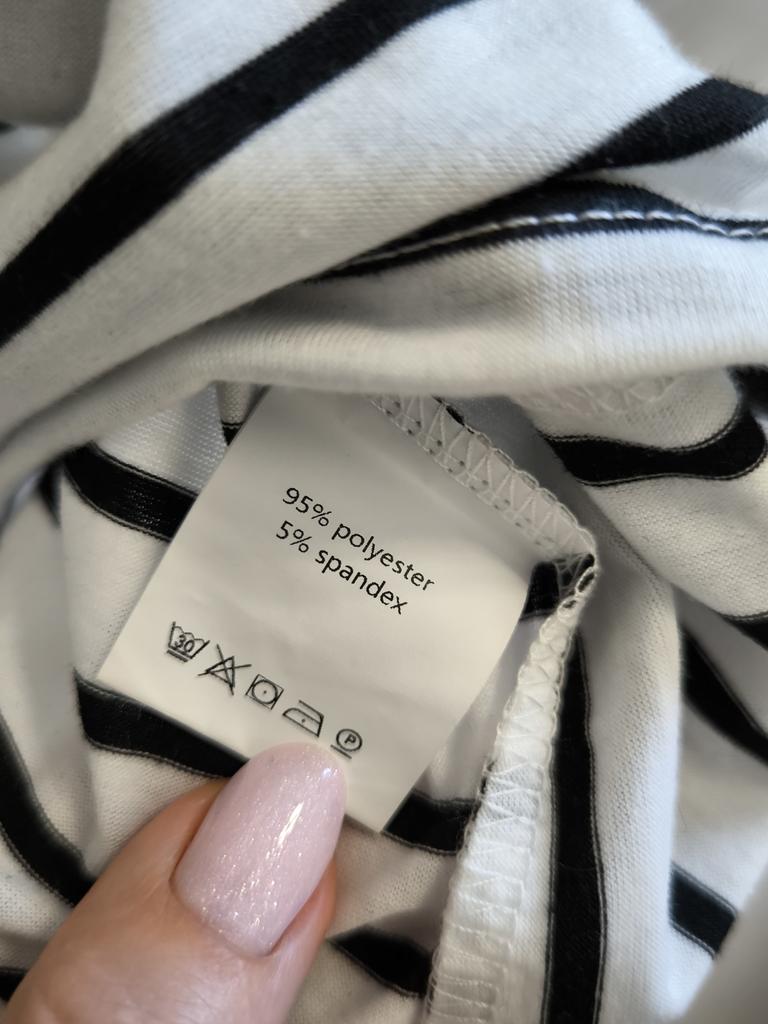 95% polyester
5% spandex
30 P